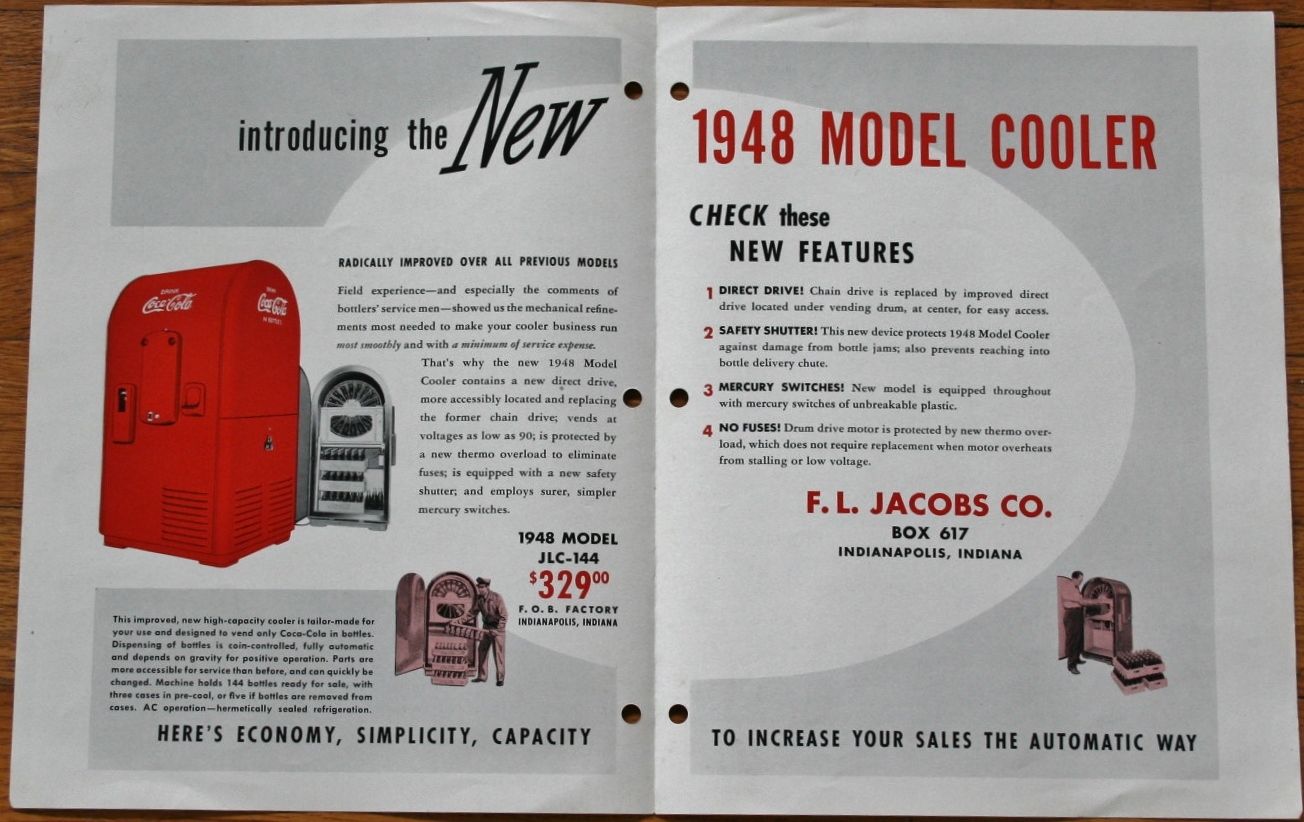 introducing the New
RADICALLY IMPROVED OVER ALL PREVIOUS MODELS
Field experience—and especially the comments of
bottlers' service men—showed us the mechanical refine-
ments most needed to make your cooler business run
most smoothly and with a minimum of service expense.
That's why the new 1948 Model
Cooler contains a new direct drive,
more accessibly located and replacing
the former chain drive; vends at
voltages as low as 90; is protected by
a new thermo overload to eliminate
fuses; is equipped with a new safety
shutter; and employs surer, simpler
mercury switches.
DRINK
Coca-Cola
DRINK
Coca-Cola
IN BOTTLES
1948 MODEL
JLC-144
$32900
F. O. B. FACTORY
INDIANAPOLIS, INDIANA
This improved, new high-capacity cooler is tailor-made for
your use and designed to vend only Coca-Cola in bottles.
Dispensing of bottles is coin-controlled, fully automatic
and depends on gravity for positive operation. Parts are
more accessible for service than before, and can quickly be
changed. Machine holds 144 bottles ready for sale, with
three cases in pre-cool, or five if bottles are removed from
cases. AC operation—hermetically sealed refrigeration.
HERE'S ECONOMY, SIMPLICITY, CAPACITY
1948 MODEL COOLER
CHECK these
NEW FEATURES
1 DIRECT DRIVE! Chain drive is replaced by improved direct
drive located under vending drum, at center, for easy access.
2 SAFETY SHUTTER! This new device protects 1948 Model Cooler
against damage from bottle jams; also prevents reaching into
bottle delivery chute.
3 MERCURY SWITCHES! New model is equipped throughout
with mercury switches of unbreakable plastic.
4 NO FUSES! Drum drive motor is protected by new thermo over-
load, which does not require replacement when motor overheats
from stalling or low voltage.
F. L. JACOBS CO.
BOX 617
INDIANAPOLIS, INDIANA
TO INCREASE YOUR SALES THE AUTOMATIC WAY